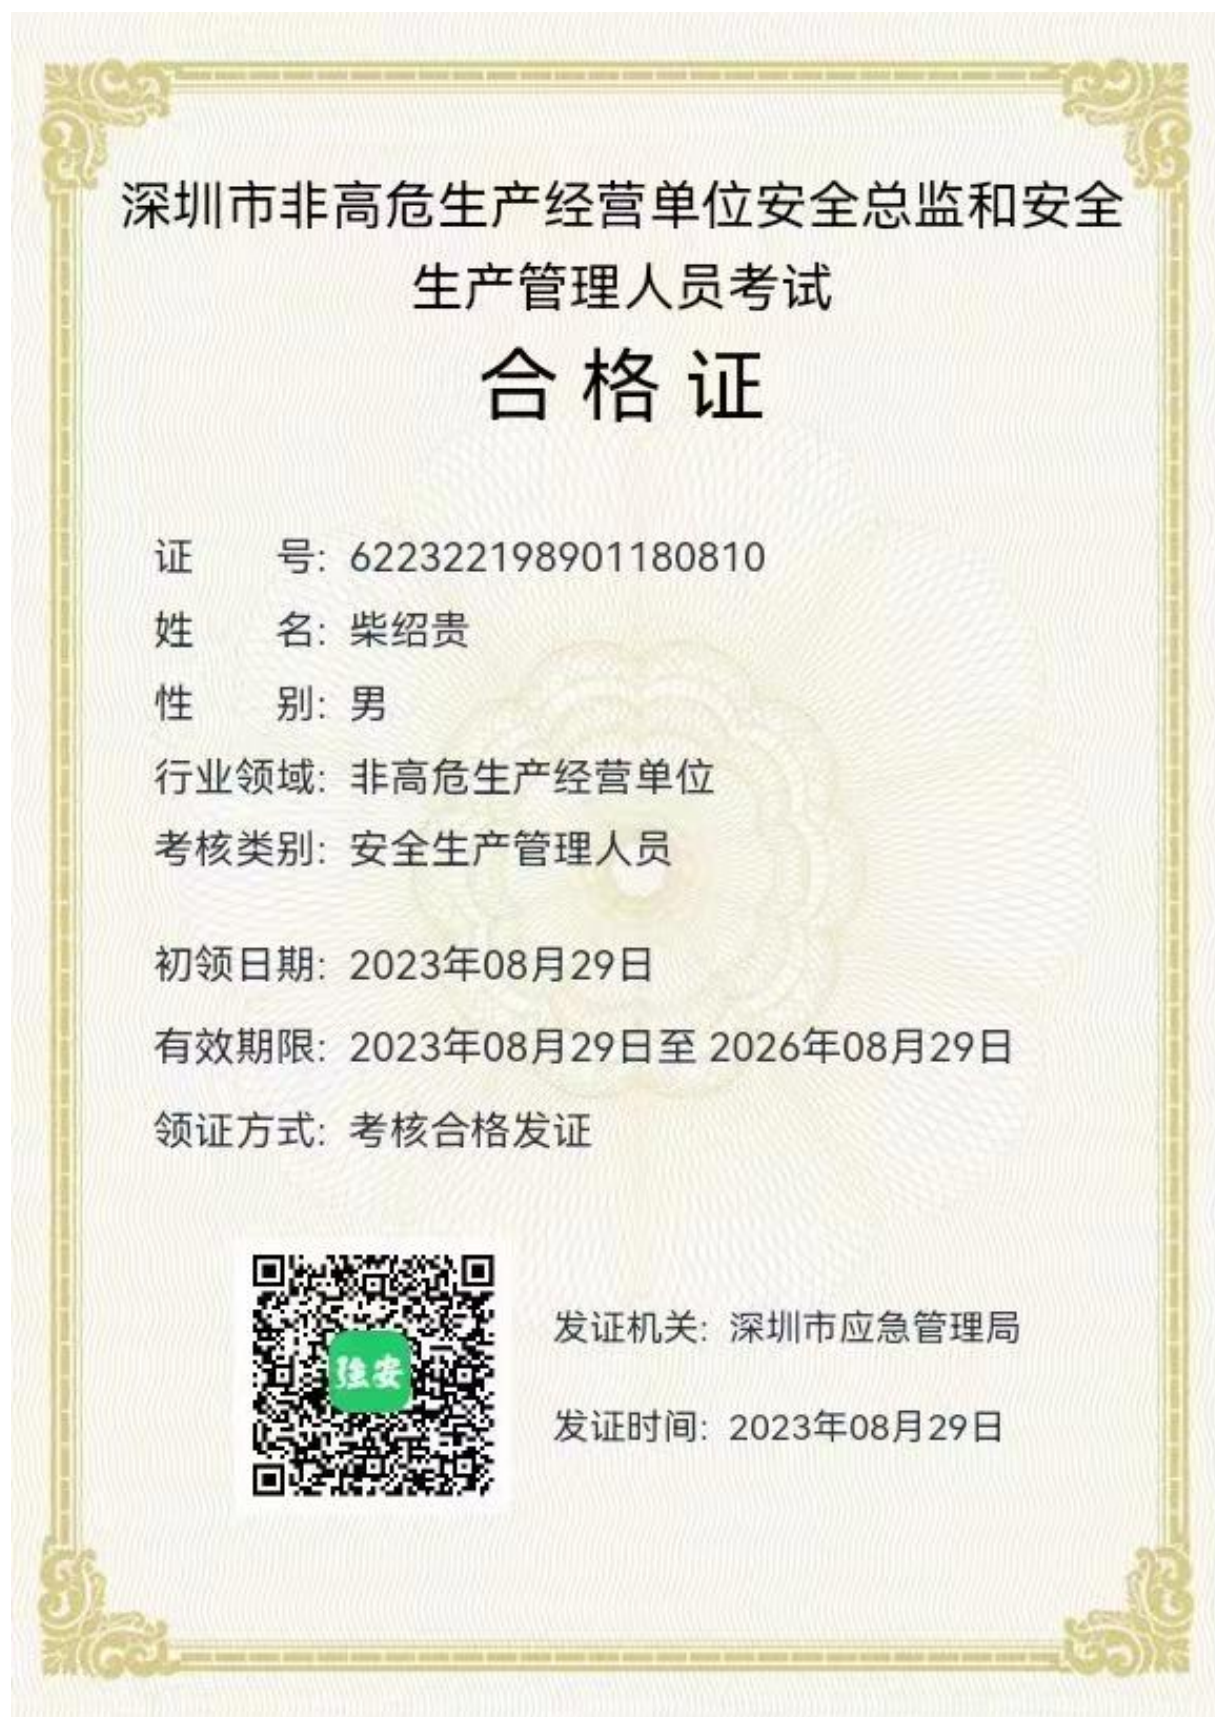 深圳市非高危生产经营单位安全总监和安全
生产管理人员考试
合格证
证 号: 622322198901180810
姓 名: 柴绍贵
性 别: 男
行业领域: 非高危生产经营单位
考核类别: 安全生产管理人员
初领日期: 2023年08月29日
有效期限: 2023年08月29日至 2026年08月29日
领证方式: 考核合格发证
强安
发证机关: 深圳市应急管理局
发证时间: 2023年08月29日